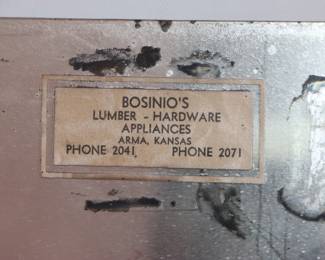 BOSINIO'S
LUMBER - HARDWARE
APPLIANCES
ARMA, KANSAS
PHONE 2041 PHONE 2071